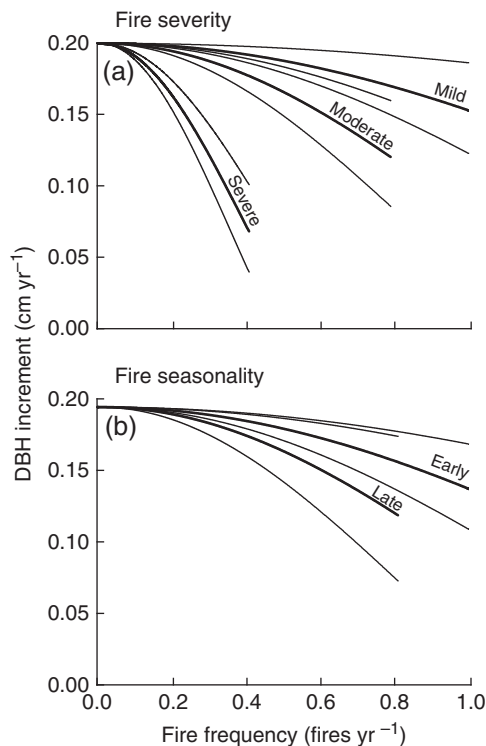 Fire severity
(a)
0.20
0.15
0.10
0.05
0.00
Mild
Moderate
Severe
DBH increment (cm yr⁻¹)
Fire seasonality
(b)
0.20
0.15
0.10
0.05
0.00
Early
Late
0.0 0.2 0.4 0.6 0.8 1.0
Fire frequency (fires yr ⁻¹)